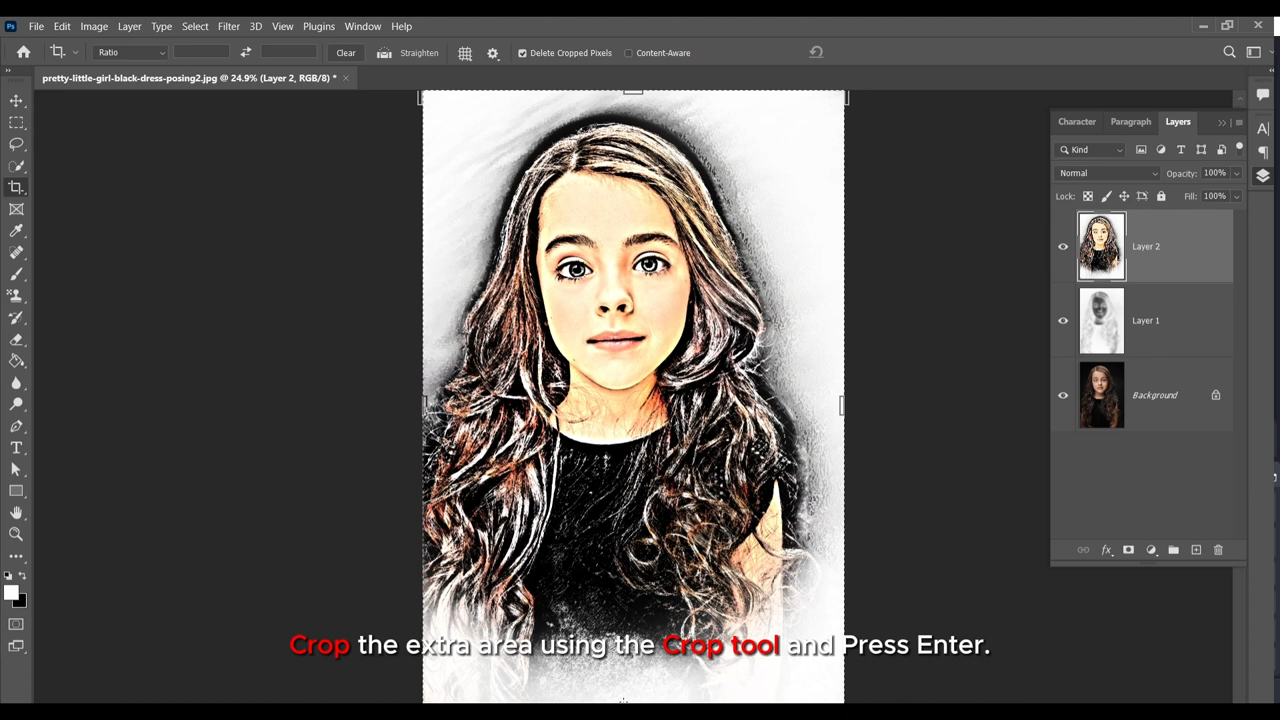 Ps File Edit Image Layer Type Select Filter 3D View Plugins Window Help
Ratio Clear Straighten Delete Cropped Pixels Content-Aware
pretty-little-girl-black-dress-posing2.jpg @ 24.9% (Layer 2, RGB/8) *
Character Paragraph Layers
Kind
Normal Opacity: 100%
Lock: Fill: 100%
Layer 2
Layer 1
Background
fx
Crop the extra area using the Crop tool and Press Enter.